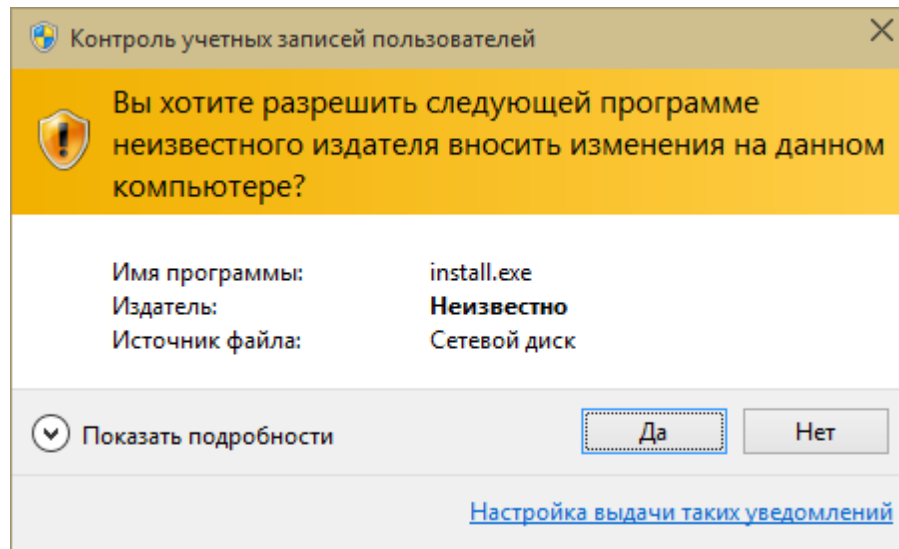 Контроль учетных записей пользователей
Вы хотите разрешить следующей программе
неизвестного издателя вносить изменения на данном
компьютере?
Имя программы: install.exe
Издатель: Неизвестно
Источник файла: Сетевой диск
Показать подробности Да Нет
Настройка выдачи таких уведомлений